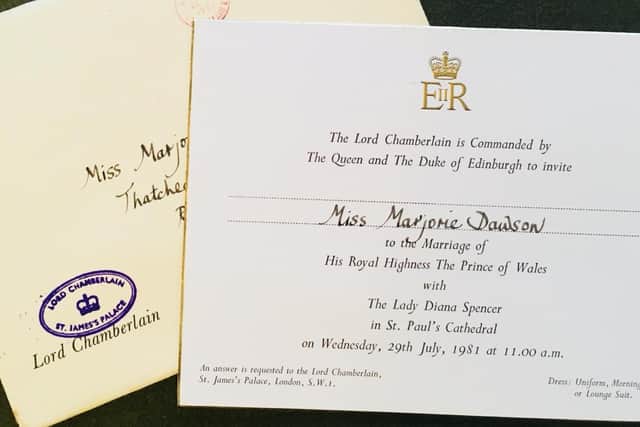 Miss
Lord Chamberlain
LORD CHAMBERLAIN
ST. JAMES'S PALACE
EIIR
The Lord Chamberlain is Commanded by
The Queen and The Duke of Edinburgh to invite
Miss Marjorie Dawson
to the Marriage of
His Royal Highness The Prince of Wales
with
The Lady Diana Spencer
in St. Paul's Cathedral
on Wednesday, 29th July, 1981 at 11.00 a.m.
An answer is requested to the Lord Chamberlain,
St. James's Palace, London, S.W.1.
Dress: Uniform, Morning
or Lounge Suit.